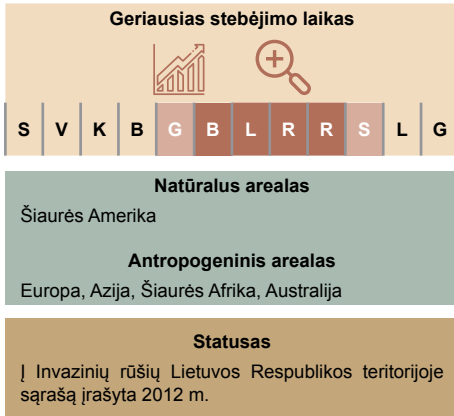 Geriausias stebėjimo laikas
S V K B G B L R R S L G
Natūralus arealas
Šiaurės Amerika
Antropogeninis arealas
Europa, Azija, Šiaurės Afrika, Australija
Statusas
Į Invazinių rūšių Lietuvos Respublikos teritorijoje
sąrašą įrašyta 2012 m.